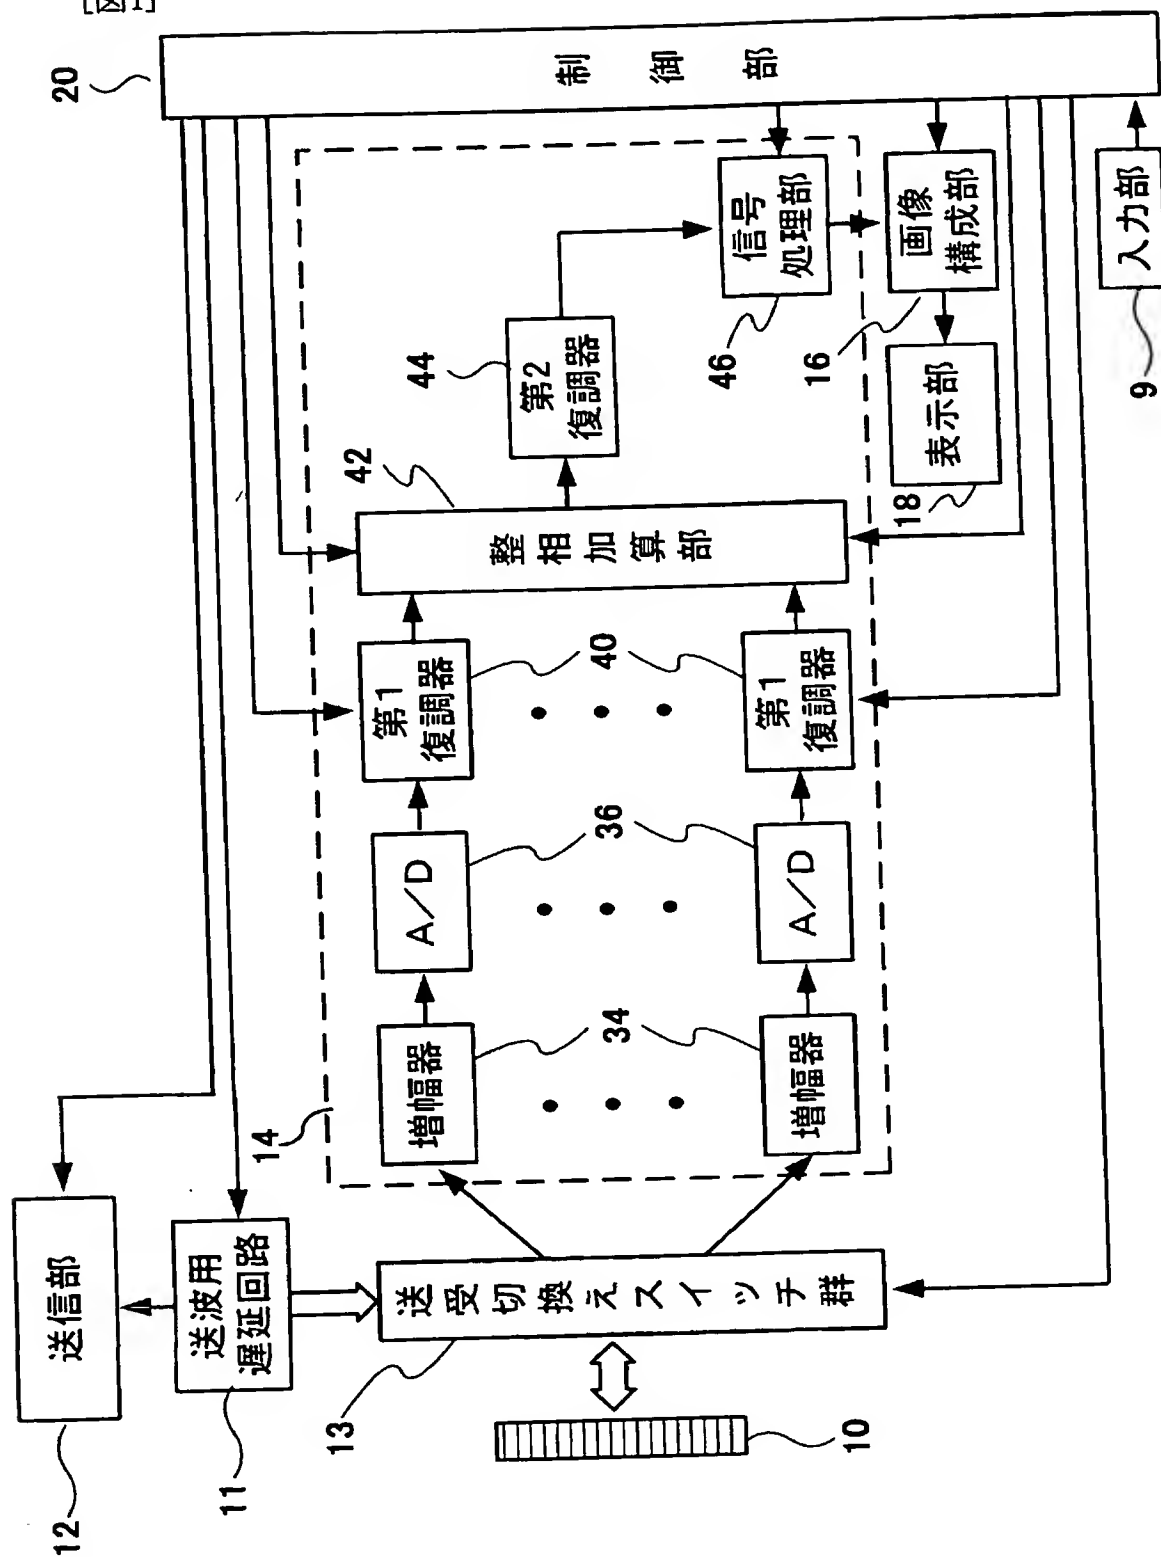 [図1]
20
制御部
12
送信部
11
送波用
遅延回路
13
送受切換えスイッチ群
10
14
増幅器
34
増幅器
A/D
36
A/D
第1
復調器
40
第1
復調器
42
整相加算部
44
第2
復調器
46
信号
処理部
16
画像
構成部
18
表示部
9
入力部